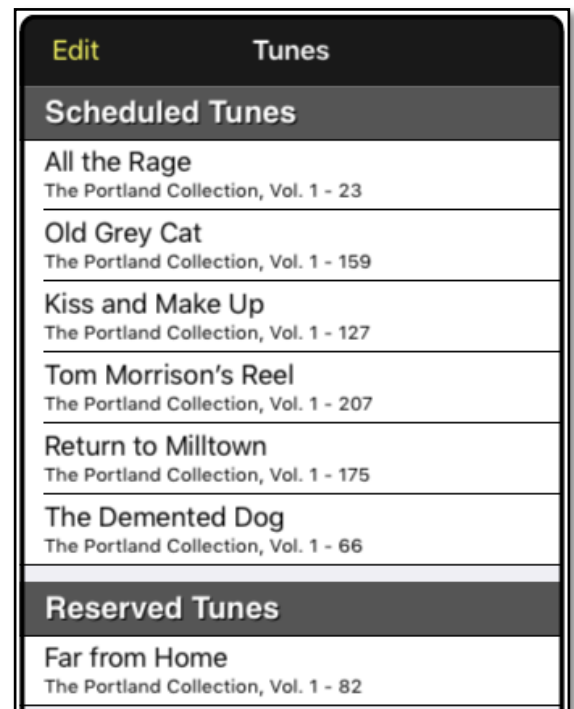 Edit Tunes
Scheduled Tunes
All the Rage
The Portland Collection, Vol. 1 - 23
Old Grey Cat
The Portland Collection, Vol. 1 - 159
Kiss and Make Up
The Portland Collection, Vol. 1 - 127
Tom Morrison’s Reel
The Portland Collection, Vol. 1 - 207
Return to Milltown
The Portland Collection, Vol. 1 - 175
The Demented Dog
The Portland Collection, Vol. 1 - 66
Reserved Tunes
Far from Home
The Portland Collection, Vol. 1 - 82